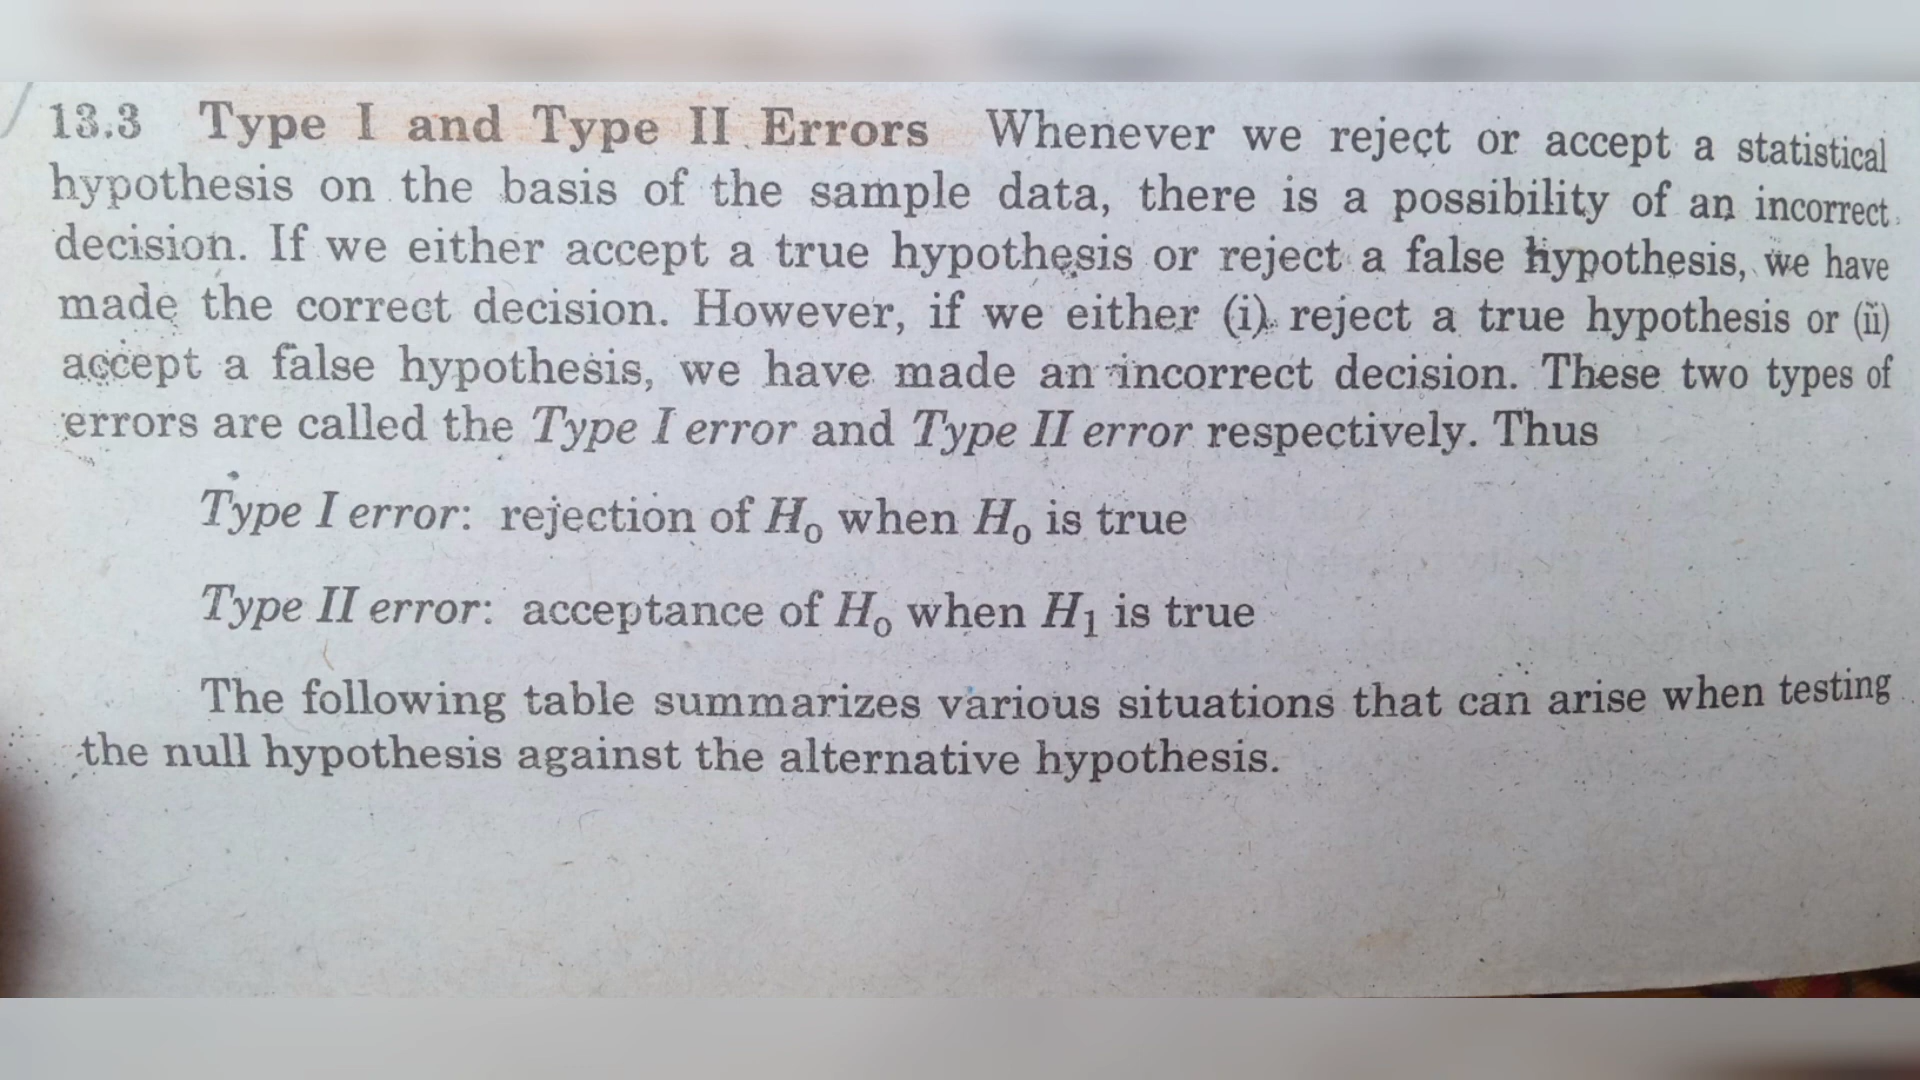 13.3 Type I and Type II Errors Whenever we reject or accept a statistical
hypothesis on the basis of the sample data, there is a possibility of an incorrect
decision. If we either accept a true hypothesis or reject a false hypothesis, we have
made the correct decision. However, if we either (i) reject a true hypothesis or (ii)
accept a false hypothesis, we have made an incorrect decision. These two types of
errors are called the Type I error and Type II error respectively. Thus
Type I error: rejection of H₀ when H₀ is true
Type II error: acceptance of H₀ when H₁ is true
The following table summarizes various situations that can arise when testing
the null hypothesis against the alternative hypothesis.